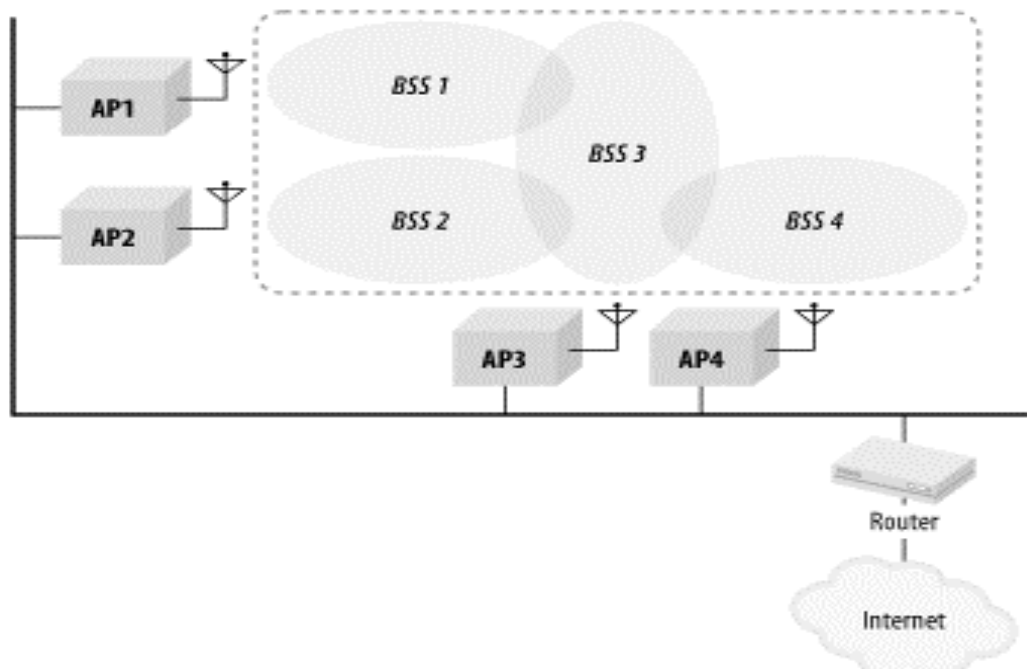 AP1
BSS 1
BSS 3
AP2
BSS 2
BSS 4
AP3
AP4
Router
Internet